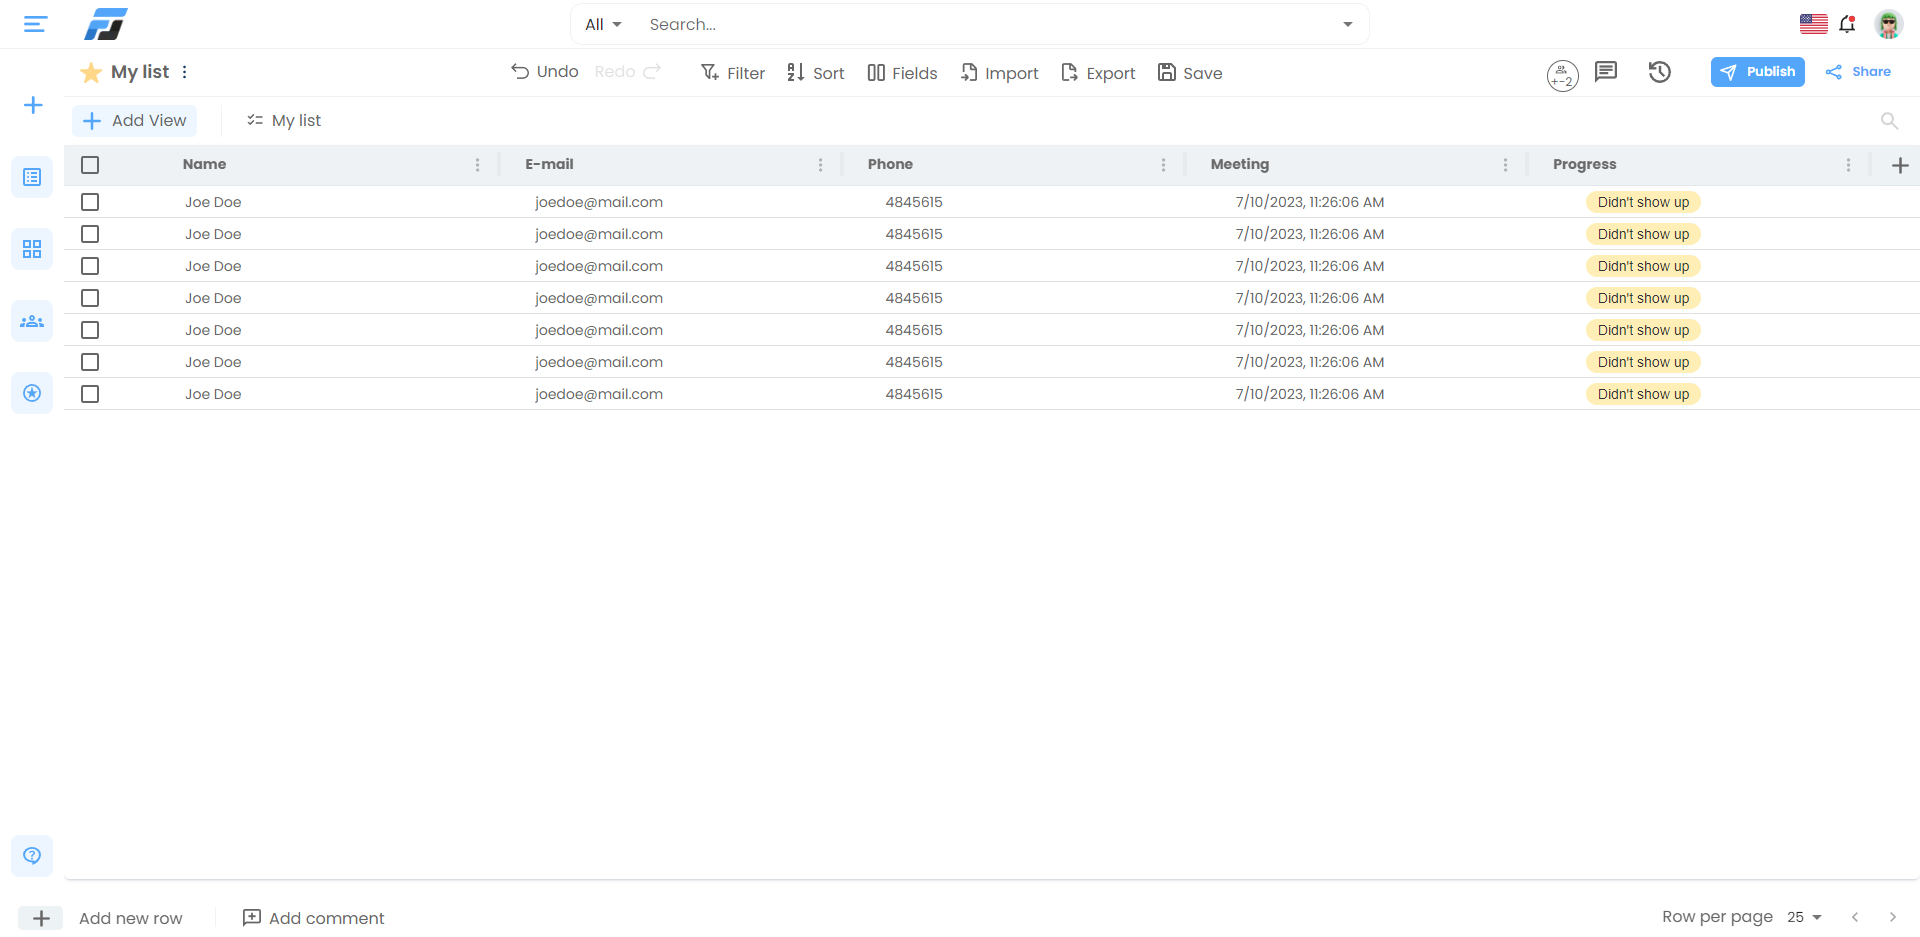 All Search...
My list Undo Redo Filter Sort Fields Import Export Save +-2 Publish Share
Add View My list
Name E-mail Phone Meeting Progress
Joe Doe joedoe@mail.com 4845615 7/10/2023, 11:26:06 AM Didn't show up
Joe Doe joedoe@mail.com 4845615 7/10/2023, 11:26:06 AM Didn't show up
Joe Doe joedoe@mail.com 4845615 7/10/2023, 11:26:06 AM Didn't show up
Joe Doe joedoe@mail.com 4845615 7/10/2023, 11:26:06 AM Didn't show up
Joe Doe joedoe@mail.com 4845615 7/10/2023, 11:26:06 AM Didn't show up
Joe Doe joedoe@mail.com 4845615 7/10/2023, 11:26:06 AM Didn't show up
Joe Doe joedoe@mail.com 4845615 7/10/2023, 11:26:06 AM Didn't show up
Add new row Add comment Row per page 25